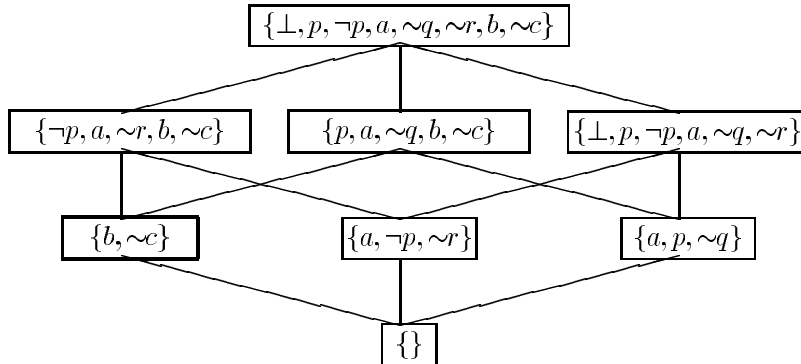 {⊥, p, ¬p, a, ∼q, ∼r, b, ∼c}
{¬p, a, ∼r, b, ∼c} {p, a, ∼q, b, ∼c} {⊥, p, ¬p, a, ∼q, ∼r}
{b, ∼c} {a, ¬p, ∼r} {a, p, ∼q}
{}